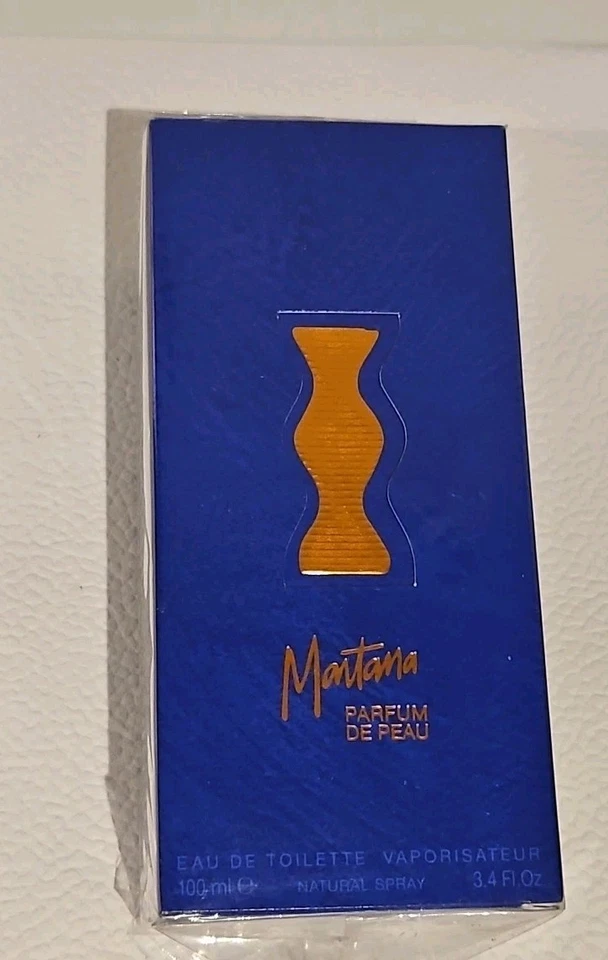 Montana
PARFUM
DE PEAU
EAU DE TOILETTE VAPORISATEUR
100 ml ℮ NATURAL SPRAY 3.4 Fl Oz